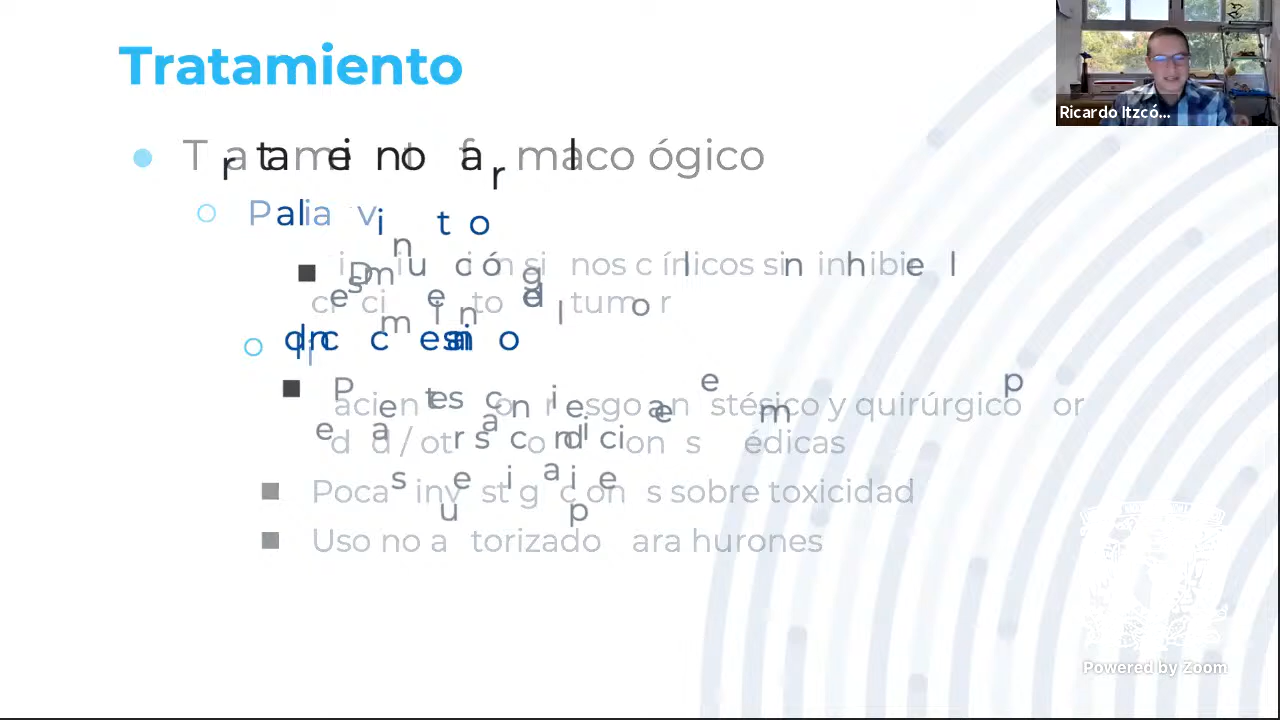 Tratamiento
Ricardo Itzcó...
Tratamiento farmacológico
Paliativo
Disminución signos clínicos sin inhibir el
crecimiento del tumor
Pacientes con riesgo anestésico y quirúrgico por
edad/otras condiciones médicas
Pocas investigaciones sobre toxicidad
Uso no autorizado para hurones
Powered by Zoom